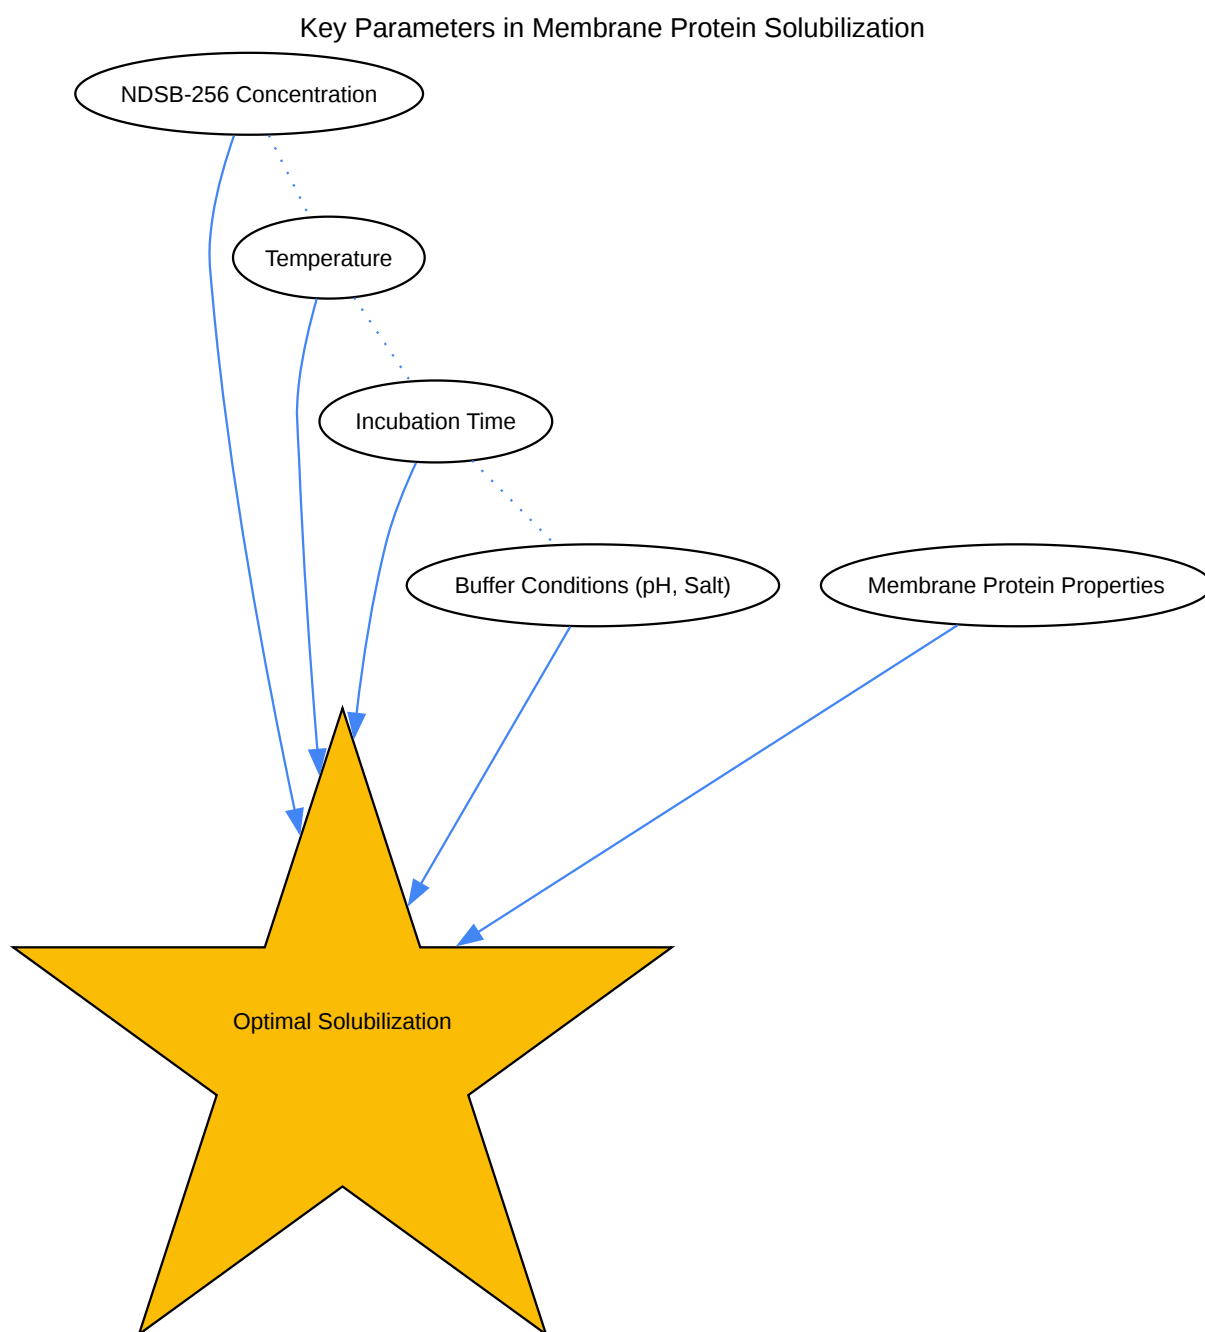 Key Parameters in Membrane Protein Solubilization
NDSB-256 Concentration
Temperature
Incubation Time
Buffer Conditions (pH, Salt)
Membrane Protein Properties
Optimal Solubilization